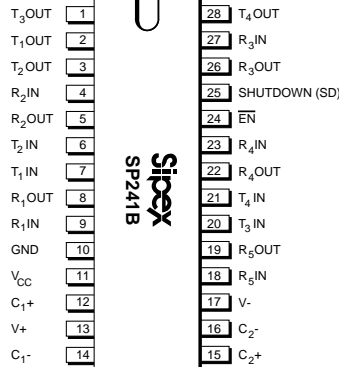 T3OUT 1 28 T4OUT
T1OUT 2 27 R3IN
T2OUT 3 26 R3OUT
R2IN 4 25 SHUTDOWN (SD)
R2OUT 5 24 EN
T2 IN 6 23 R4IN
T1 IN 7 22 R4OUT
R1OUT 8 21 T4 IN
R1IN 9 20 T3 IN
GND 10 19 R5OUT
VCC 11 18 R5IN
C1+ 12 17 V-
V+ 13 16 C2-
C1- 14 15 C2+
Sipex
SP241B